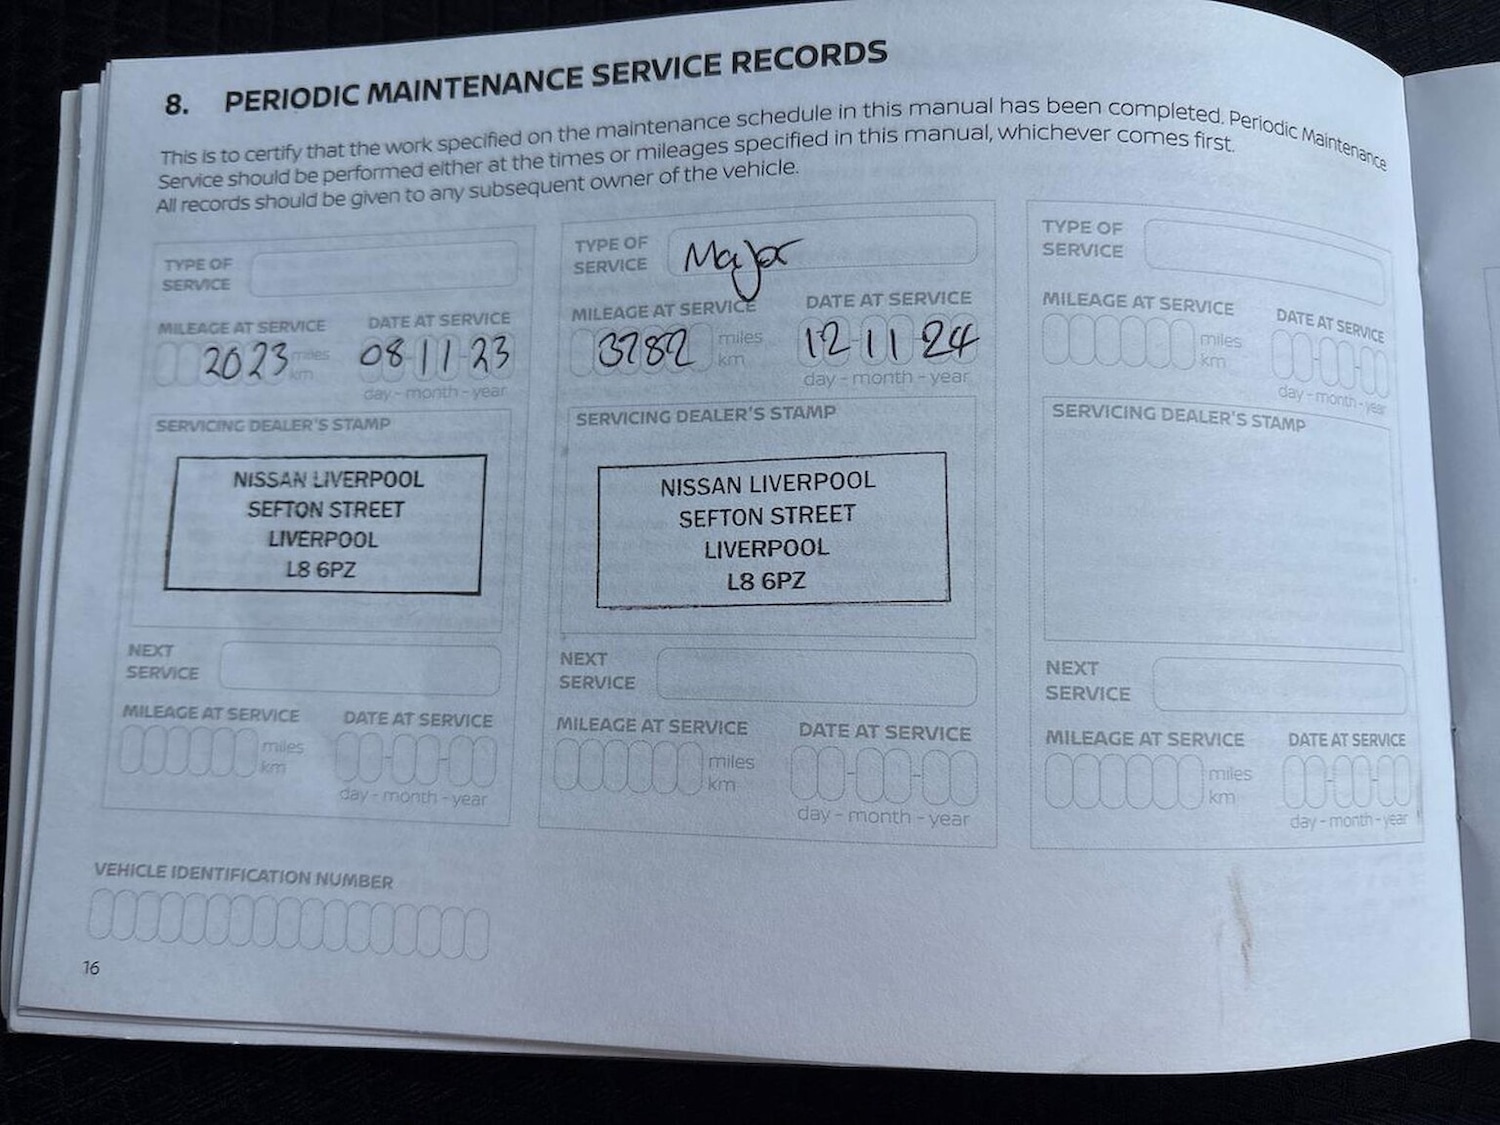 8. PERIODIC MAINTENANCE SERVICE RECORDS
This is to certify that the work specified on the maintenance schedule in this manual has been completed. Periodic Maintenance
Service should be performed either at the times or mileages specified in this manual, whichever comes first.
All records should be given to any subsequent owner of the vehicle.
TYPE OF
SERVICE
MILEAGE AT SERVICE DATE AT SERVICE
2023 miles
km
08-11-23
day - month - year
SERVICING DEALER'S STAMP
NISSAN LIVERPOOL
SEFTON STREET
LIVERPOOL
L8 6PZ
NEXT
SERVICE
MILEAGE AT SERVICE DATE AT SERVICE
miles
km
day - month - year
TYPE OF
SERVICE
Major
MILEAGE AT SERVICE DATE AT SERVICE
3782 miles
km
12 11 24
day - month - year
SERVICING DEALER'S STAMP
NISSAN LIVERPOOL
SEFTON STREET
LIVERPOOL
L8 6PZ
NEXT
SERVICE
MILEAGE AT SERVICE DATE AT SERVICE
miles
km
day - month - year
TYPE OF
SERVICE
MILEAGE AT SERVICE DATE AT SERVICE
miles
km
day - month - year
SERVICING DEALER'S STAMP
NEXT
SERVICE
MILEAGE AT SERVICE DATE AT SERVICE
miles
km
day - month - year
VEHICLE IDENTIFICATION NUMBER
16